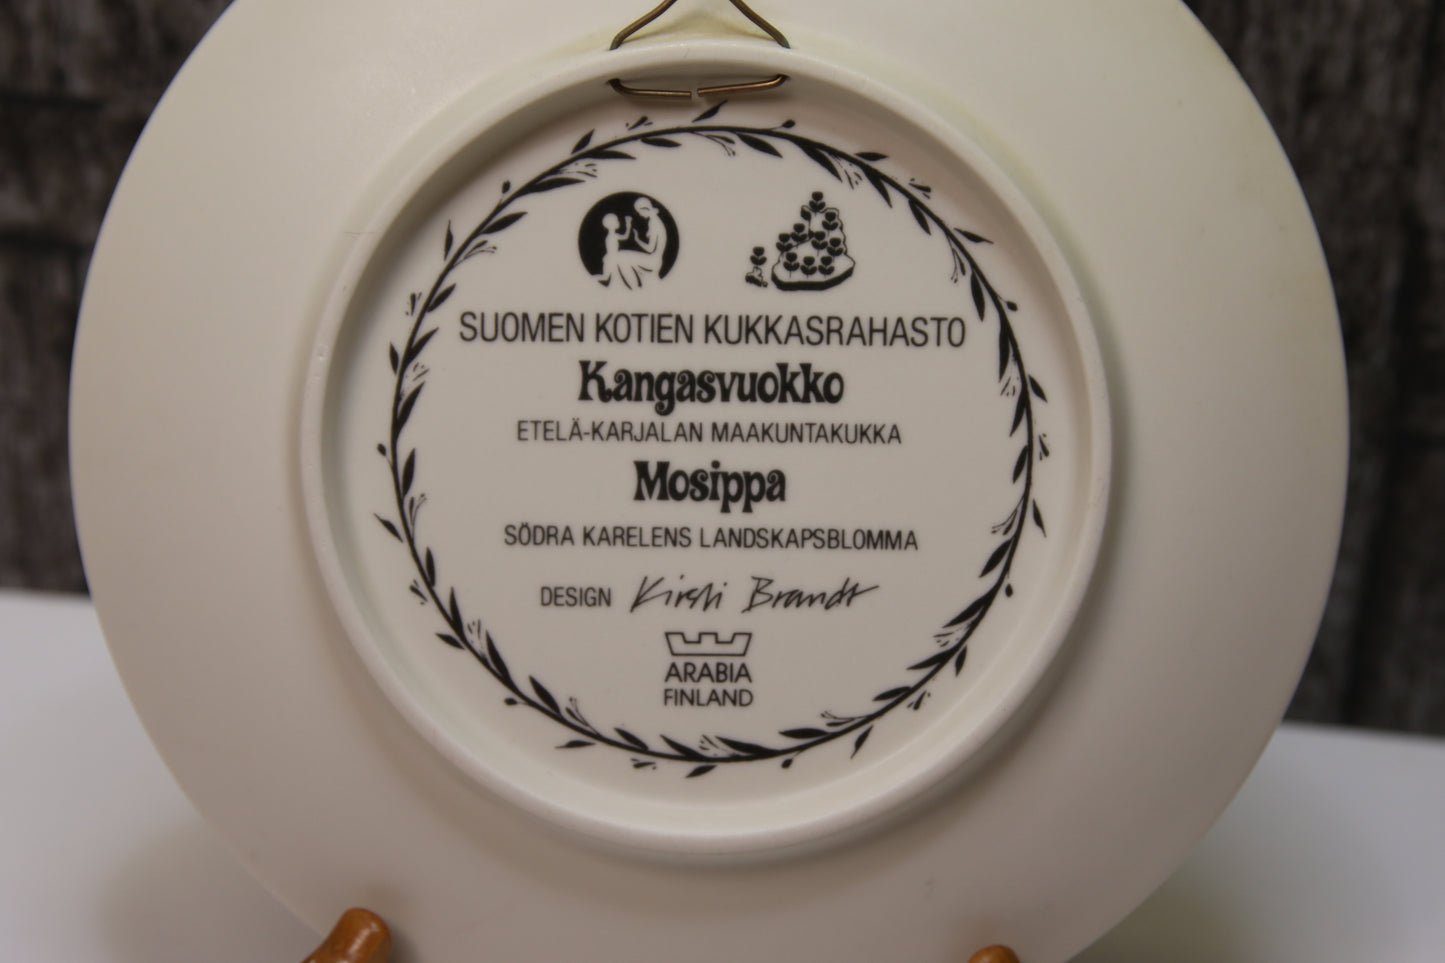 SUOMEN KOTIEN KUKKASRAHASTO
Kangasvuokko
ETELÄ-KARJALAN MAAKUNTAKUKKA
Mosippa
SÖDRA KARELENS LANDSKAPSBLOMMA
DESIGN Kirsti Brandt
ARABIA
FINLAND